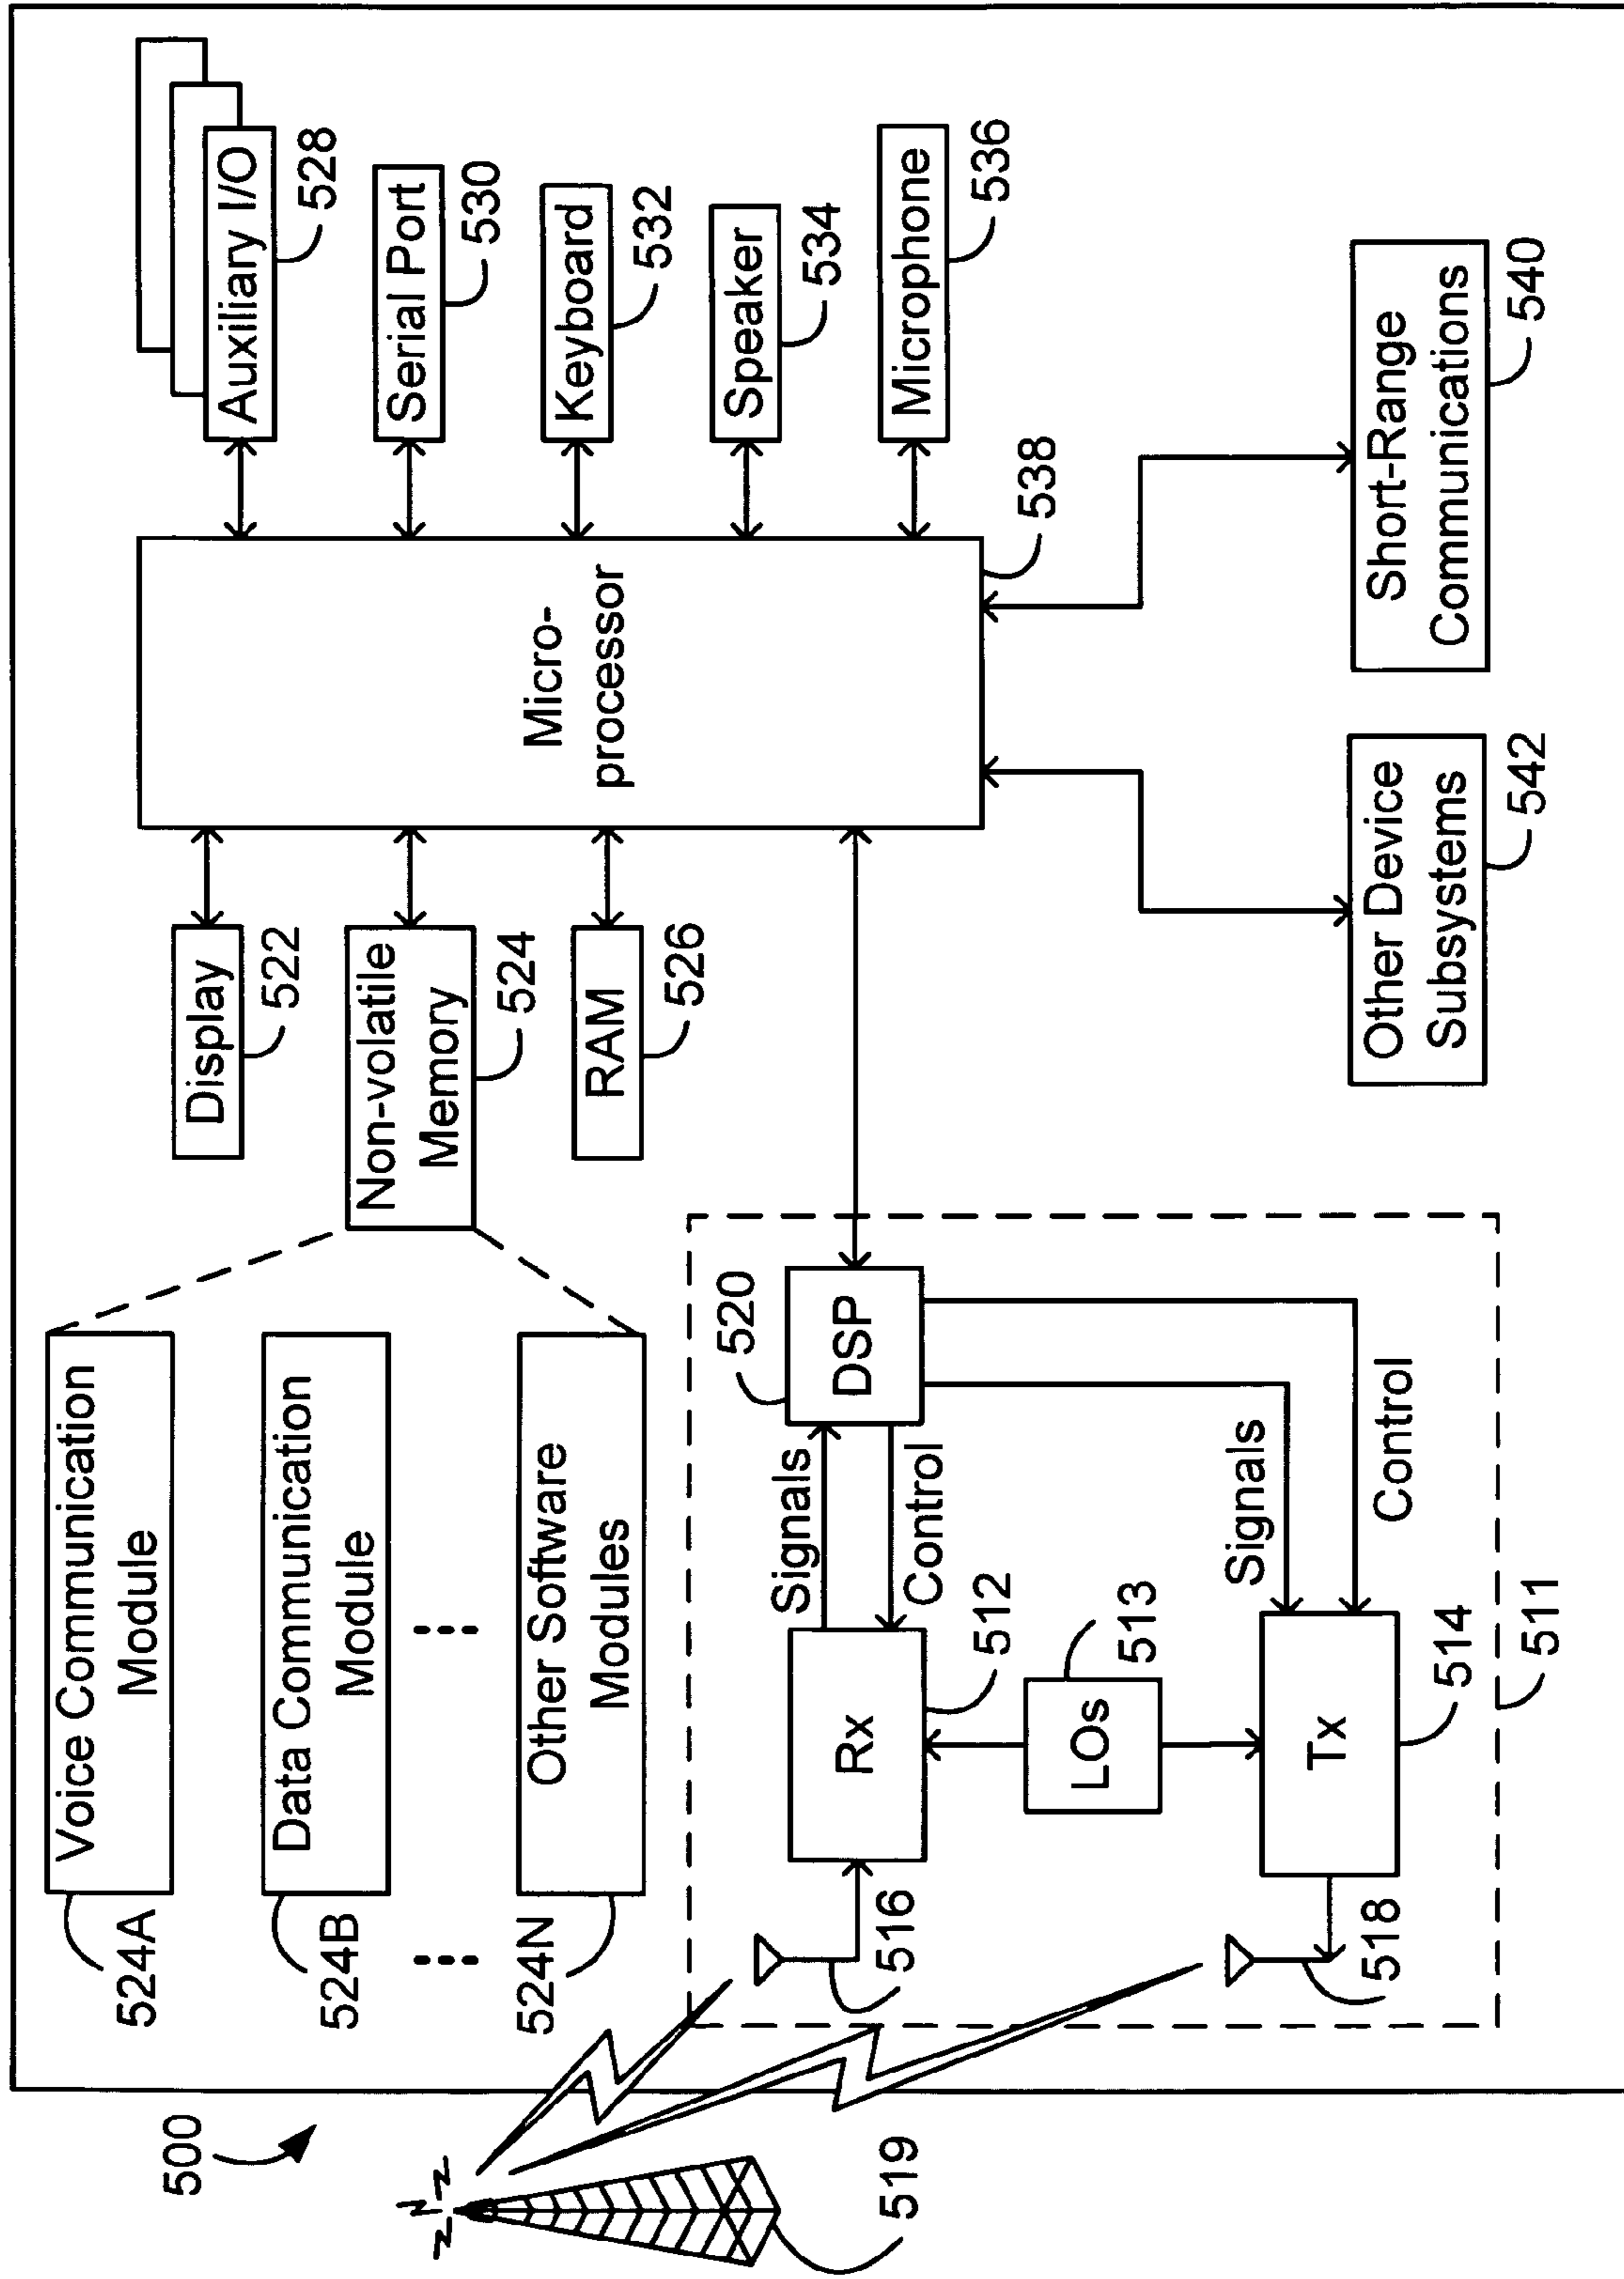 500
519
Voice Communication
Module
524A
Data Communication
Module
524B
Other Software
Modules
524N
Display
522
Non-volatile
Memory
524
RAM
526
Micro-
processor
538
Auxiliary I/O
528
Serial Port
530
Keyboard
532
Speaker
534
Microphone
536
Short-Range
Communications
540
Other Device
Subsystems
542
520
DSP
Signals
Control
Rx
512
516
LOs
513
Signals
Control
Tx
514
518
511